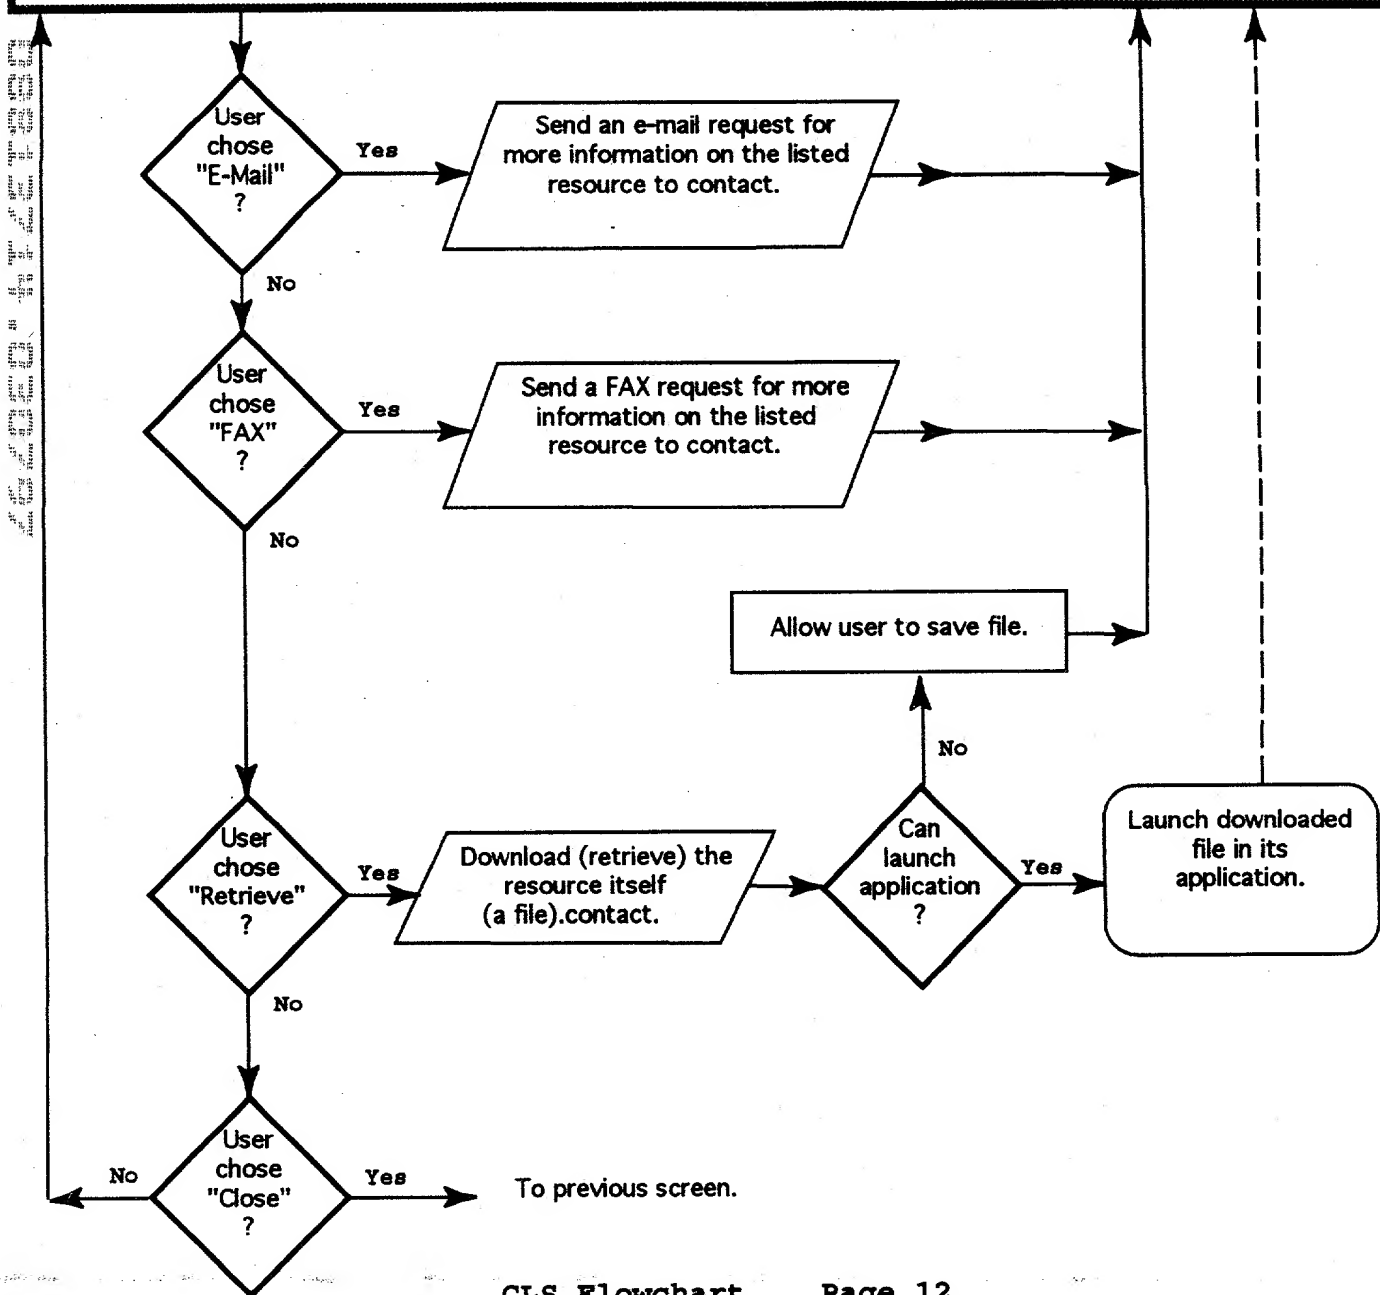 User
chose
"E-Mail"
?
Yes
Send an e-mail request for
more information on the listed
resource to contact.
No
User
chose
"FAX"
?
Yes
Send a FAX request for more
information on the listed
resource to contact.
No
Allow user to save file.
No
User
chose
"Retrieve"
?
Yes
Download (retrieve) the
resource itself
(a file).contact.
Can
launch
application
?
Yes
Launch downloaded
file in its
application.
No
User
chose
"Close"
?
No
Yes
To previous screen.
CLS Flowchart Page 12